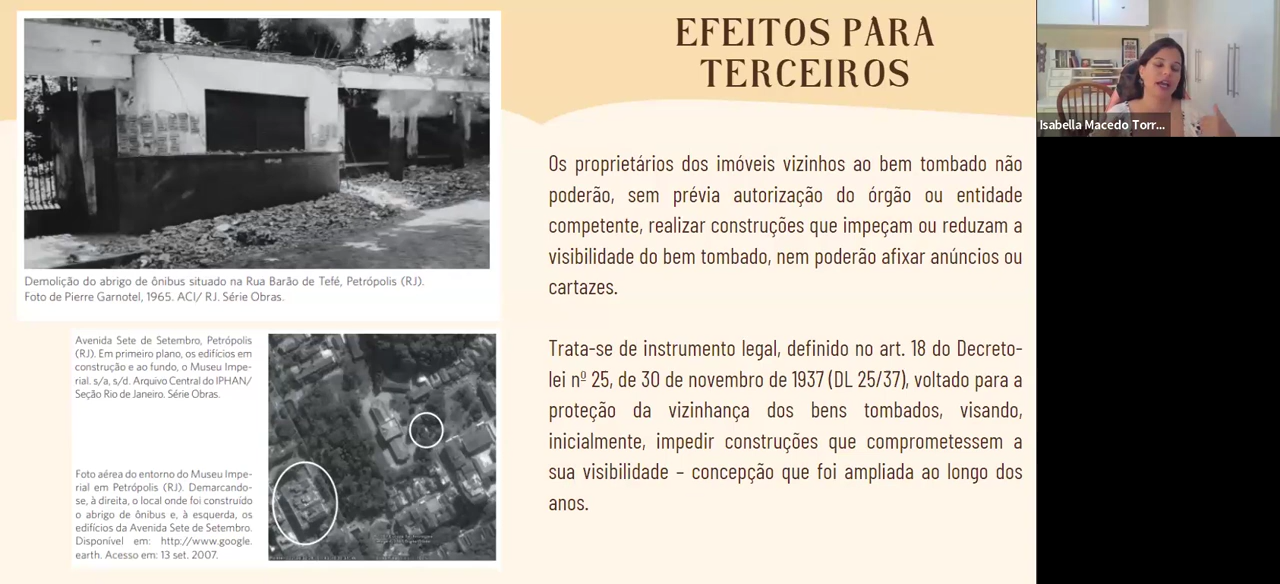 EFEITOS PARA
TERCEIROS
Demolição do abrigo de ônibus situado na Rua Barão de Tefé, Petrópolis (RJ).
Foto de Pierre Garnotel, 1965. ACI/ RJ. Série Obras.
Avenida Sete de Setembro, Petrópolis
(RJ). Em primeiro plano, os edifícios em
construção e ao fundo, o Museu Impe-
rial. s/a, s/d. Arquivo Central do IPHAN/
Seção Rio de Janeiro. Série Obras.
Foto aérea do entorno do Museu Impe-
rial em Petrópolis (RJ). Demarcando-
se, à direita, o local onde foi construído
o abrigo de ônibus e, à esquerda, os
edifícios da Avenida Sete de Setembro.
Disponível em: http://www.google.
earth. Acesso em: 13 set. 2007.
Os proprietários dos imóveis vizinhos ao bem tombado não
poderão, sem prévia autorização do órgão ou entidade
competente, realizar construções que impeçam ou reduzam a
visibilidade do bem tombado, nem poderão afixar anúncios ou
cartazes.
Trata-se de instrumento legal, definido no art. 18 do Decreto-
lei nº 25, de 30 de novembro de 1937 (DL 25/37), voltado para a
proteção da vizinhança dos bens tombados, visando,
inicialmente, impedir construções que comprometessem a
sua visibilidade – concepção que foi ampliada ao longo dos
anos.
Isabella Macedo Torr...